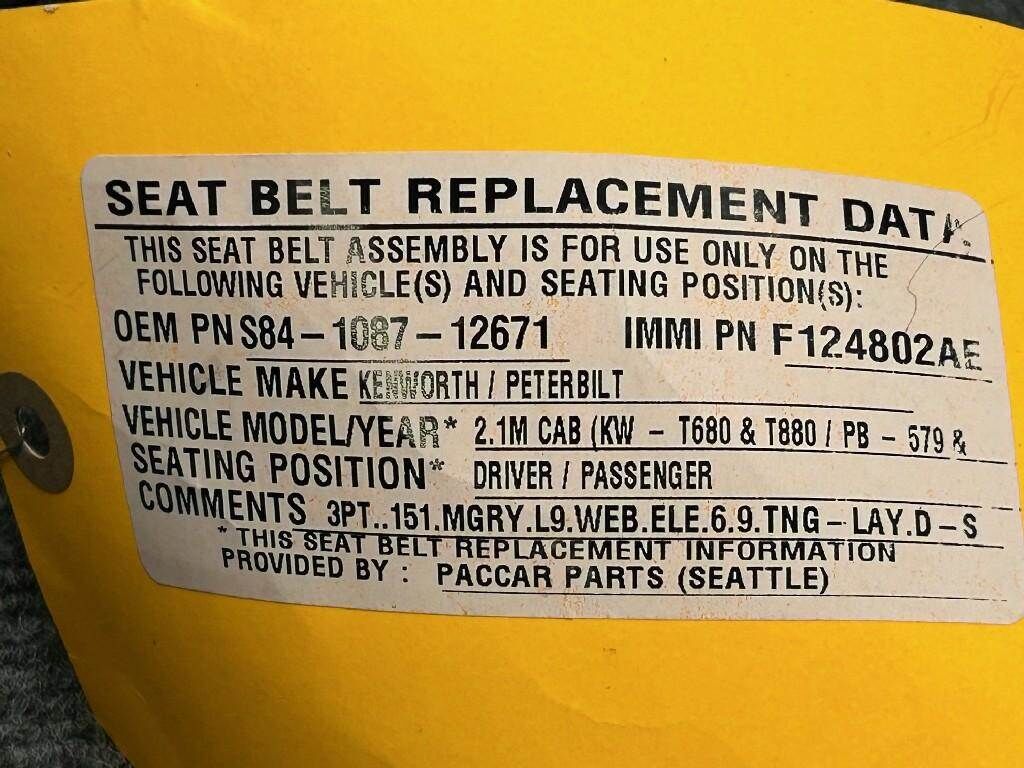 SEAT BELT REPLACEMENT DATA
THIS SEAT BELT ASSEMBLY IS FOR USE ONLY ON THE
FOLLOWING VEHICLE(S) AND SEATING POSITION(S):
OEM PN S84-1087-12671 IMMI PN F124802AE
VEHICLE MAKE KENWORTH / PETERBILT
VEHICLE MODEL/YEAR* 2.1M CAB (KW - T680 & T880 / PB - 579 &
SEATING POSITION* DRIVER / PASSENGER
COMMENTS 3PT..151.MGRY.L9.WEB.ELE.6.9.TNG-LAY.D-S
* THIS SEAT BELT REPLACEMENT INFORMATION
PROVIDED BY : PACCAR PARTS (SEATTLE)